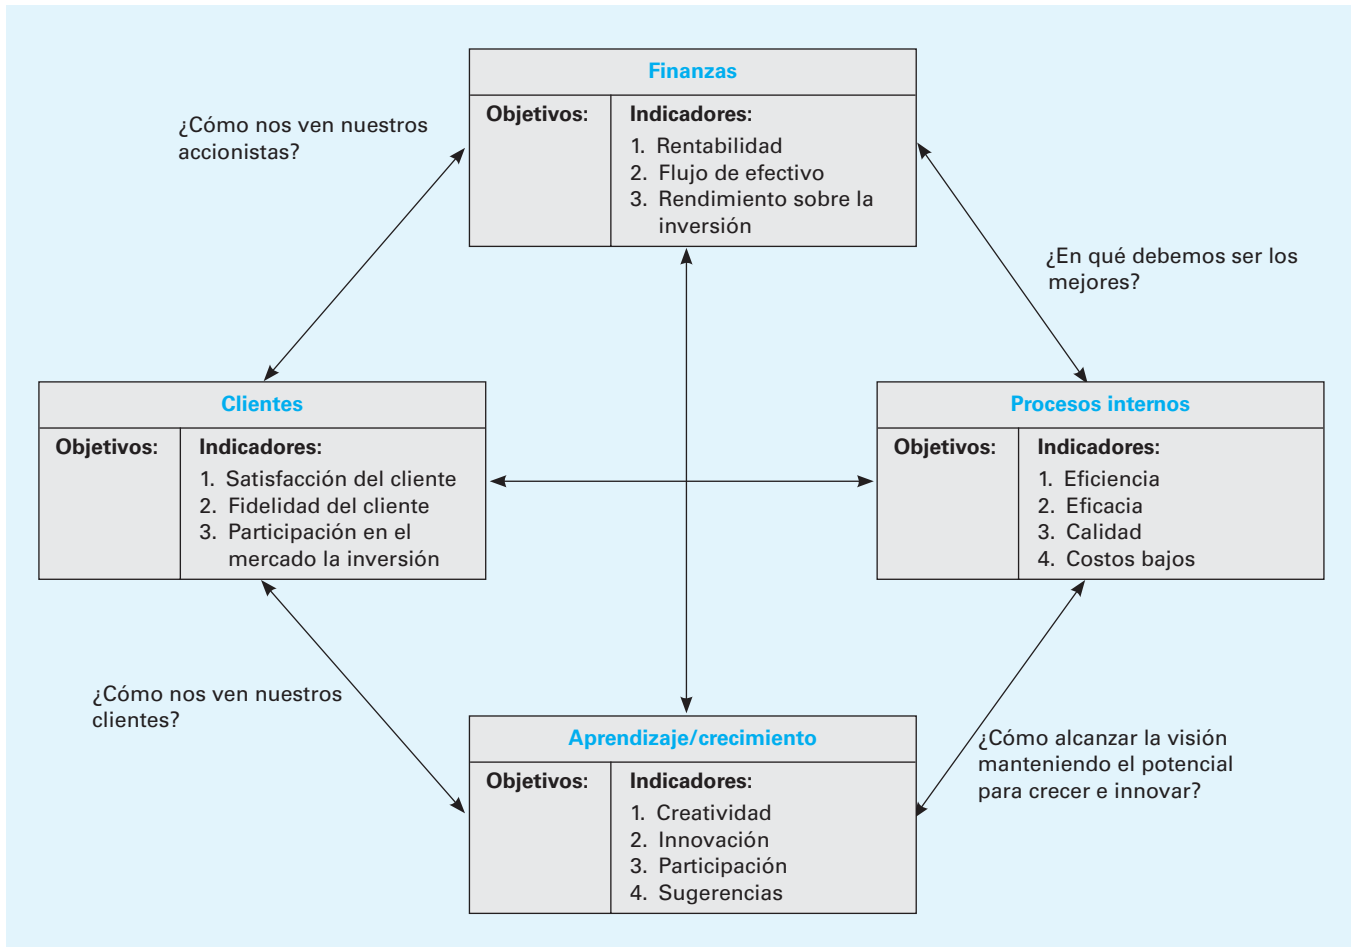 Finanzas
Objetivos:
Indicadores:
1. Rentabilidad
2. Flujo de efectivo
3. Rendimiento sobre la
inversión
¿Cómo nos ven nuestros
accionistas?
¿En qué debemos ser los
mejores?
Clientes
Objetivos:
Indicadores:
1. Satisfacción del cliente
2. Fidelidad del cliente
3. Participación en el
mercado la inversión
Procesos internos
Objetivos:
Indicadores:
1. Eficiencia
2. Eficacia
3. Calidad
4. Costos bajos
¿Cómo nos ven nuestros
clientes?
¿Cómo alcanzar la visión
manteniendo el potencial
para crecer e innovar?
Aprendizaje/crecimiento
Objetivos:
Indicadores:
1. Creatividad
2. Innovación
3. Participación
4. Sugerencias